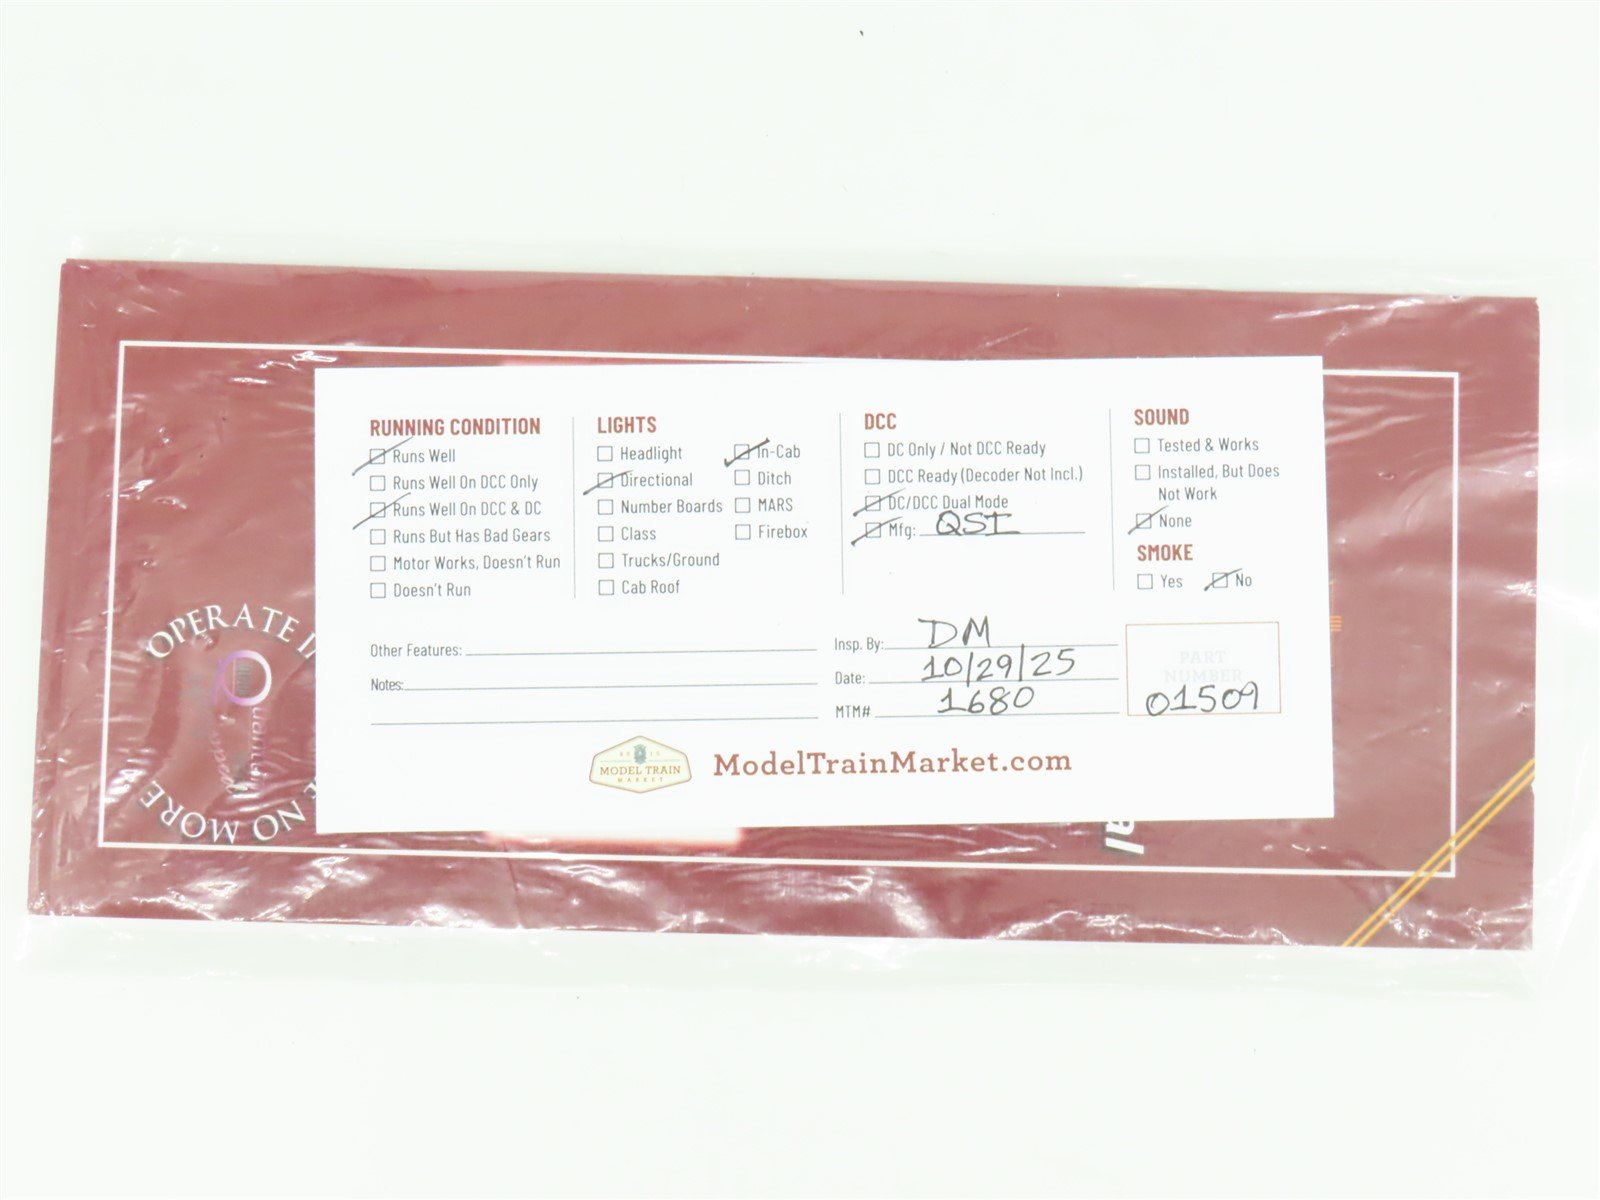 RUNNING CONDITION
Runs Well
Runs Well On DCC Only
Runs Well On DCC & DC
Runs But Has Bad Gears
Motor Works, Doesn't Run
Doesn't Run
LIGHTS
Headlight
Directional
Number Boards
Class
Trucks/Ground
Cab Roof
In-Cab
Ditch
MARS
Firebox
DCC
DC Only / Not DCC Ready
DCC Ready (Decoder Not Incl.)
DC/DCC Dual Mode
Mfg: QSI
SOUND
Tested & Works
Installed, But Does
Not Work
None
SMOKE
Yes No
Other Features:
Notes:
Insp. By: DM
Date: 10/29/25
MTM# 1680
PART
NUMBER
01509
2015
MODEL TRAIN
MARKET
ModelTrainMarket.com
OPERATE
NO MORE